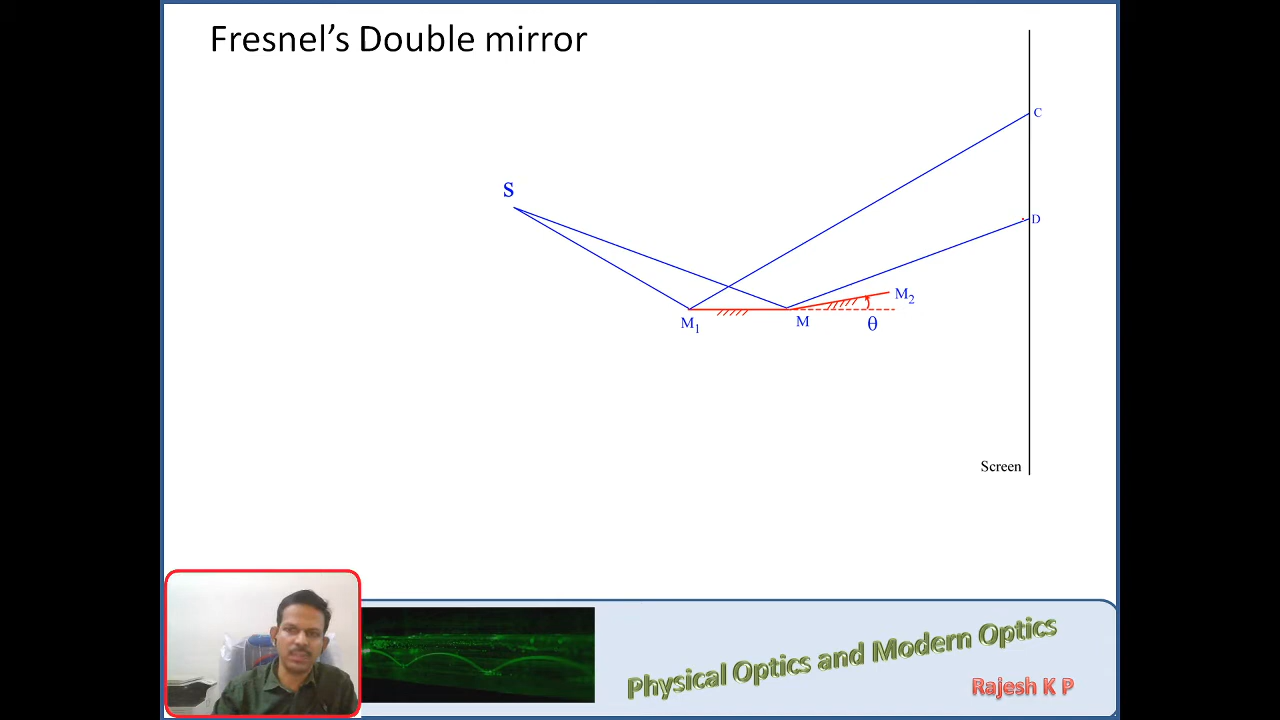 Fresnel’s Double mirror
C
S
D
M2
M1
M
θ
Screen
Physical Optics and Modern Optics
Rajesh K P